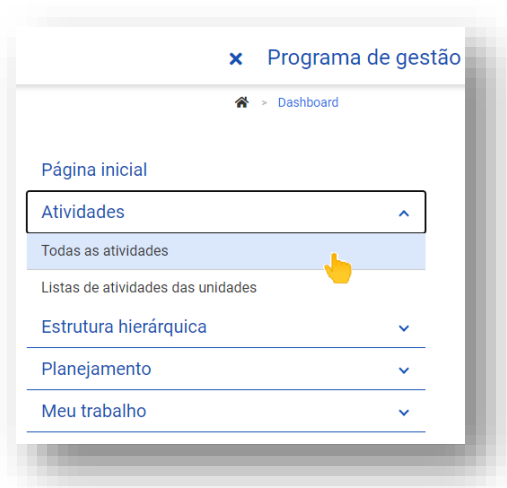 × Programa de gestão
> Dashboard
Página inicial
Atividades
Todas as atividades
Listas de atividades das unidades
Estrutura hierárquica
Planejamento
Meu trabalho